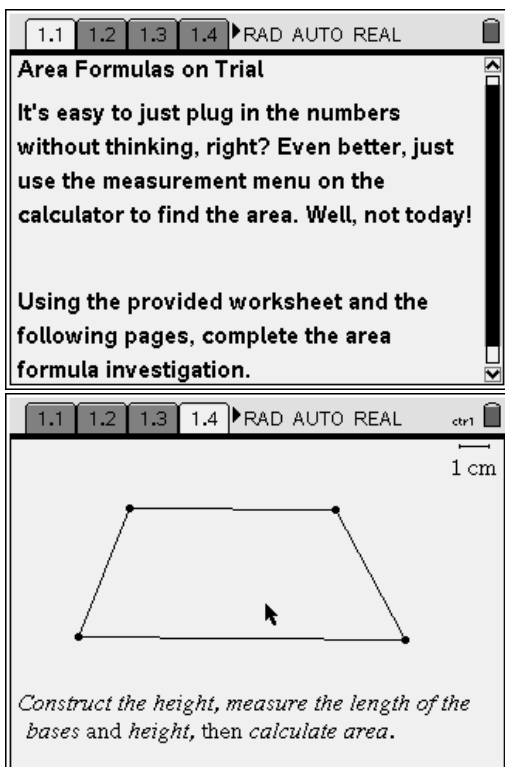 1.1 1.2 1.3 1.4 RAD AUTO REAL
Area Formulas on Trial
It's easy to just plug in the numbers
without thinking, right? Even better, just
use the measurement menu on the
calculator to find the area. Well, not today!
Using the provided worksheet and the
following pages, complete the area
formula investigation.
1.1 1.2 1.3 1.4 RAD AUTO REAL ctrl
1 cm
Construct the height, measure the length of the
bases and height, then calculate area.